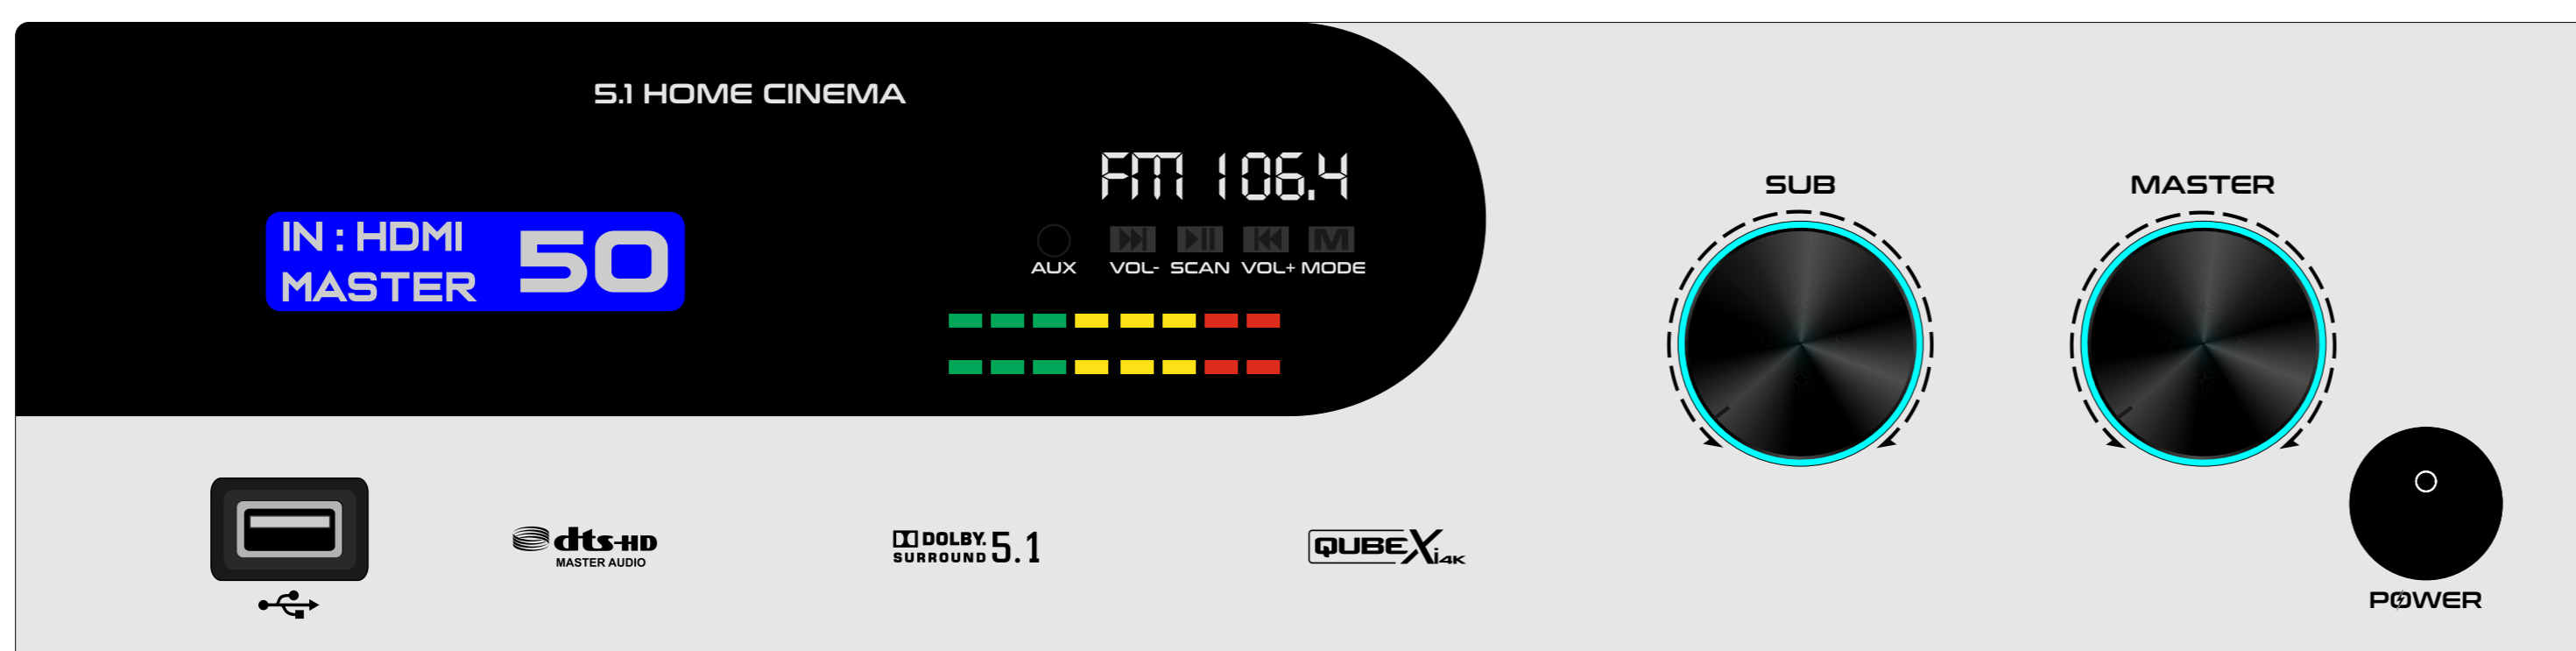 5.1 HOME CINEMA
FM 106.4
IN : HDMI
MASTER
50
AUX VOL- SCAN VOL+ MODE
M
SUB
MASTER
dts-HD
MASTER AUDIO
DOLBY.
SURROUND 5.1
QUBEXi4K
POWER